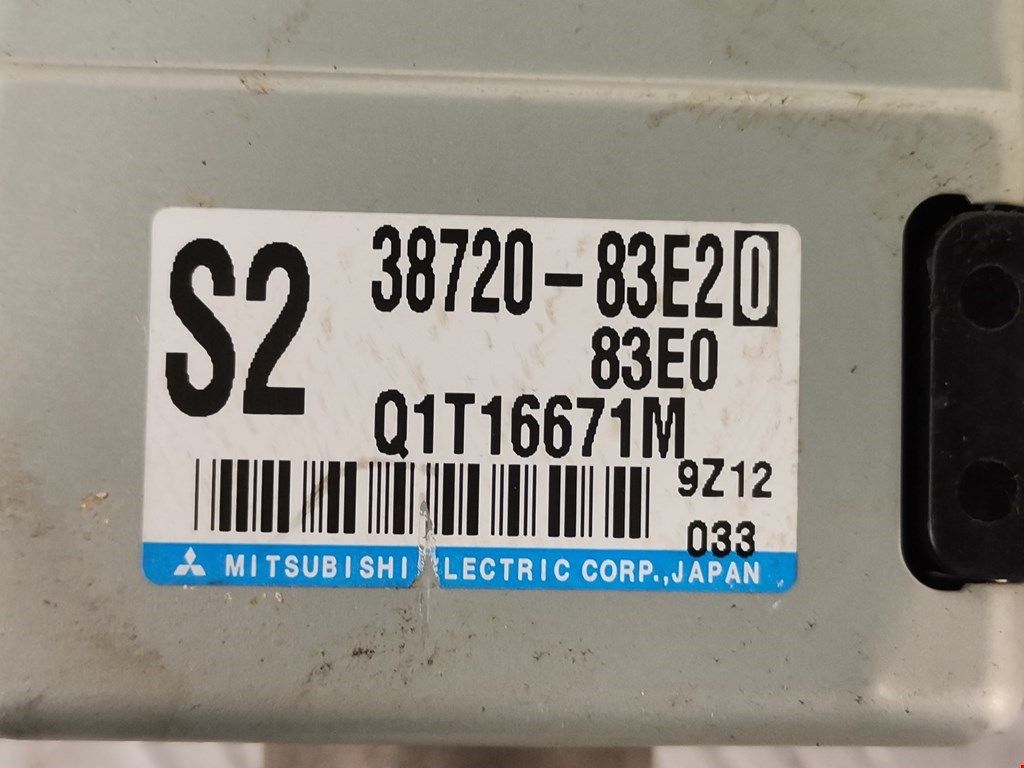 S2
38720-83E20
83E0
Q1T16671M
9Z12
033
MITSUBISHI ELECTRIC CORP.,JAPAN